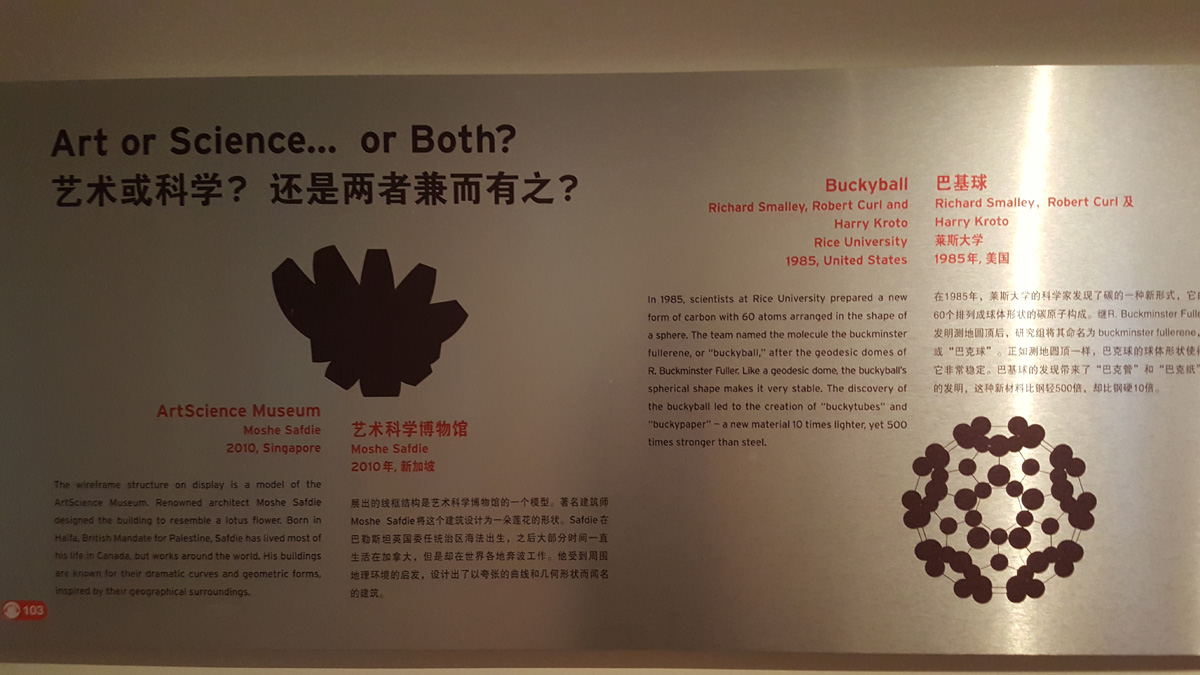 Art or Science... or Both?
艺术或科学？ 还是两者兼而有之？
ArtScience Museum
Moshe Safdie
2010, Singapore
The wireframe structure on display is a model of the
ArtScience Museum. Renowned architect Moshe Safdie
designed the building to resemble a lotus flower. Born in
Haifa, British Mandate for Palestine, Safdie has lived most of
his life in Canada, but works around the world. His buildings
are known for their dramatic curves and geometric forms,
inspired by their geographical surroundings.
艺术科学博物馆
Moshe Safdie
2010年, 新加坡
展出的线框结构是艺术科学博物馆的一个模型。著名建筑师
Moshe Safdie将这个建筑设计为一朵莲花的形状。Safdie在
巴勒斯坦英国委任统治区海法出生，之后大部分时间一直
生活在加拿大，但是却在世界各地奔波工作。他受到周围
地理环境的启发，设计出了以夸张的曲线和几何形状而闻名
的建筑。
103
Buckyball
Richard Smalley, Robert Curl and
Harry Kroto
Rice University
1985, United States
In 1985, scientists at Rice University prepared a new
form of carbon with 60 atoms arranged in the shape of
a sphere. The team named the molecule the buckminster
fullerene, or "buckyball," after the geodesic domes of
R. Buckminster Fuller. Like a geodesic dome, the buckyball's
spherical shape makes it very stable. The discovery of
the buckyball led to the creation of "buckytubes" and
"buckypaper" – a new material 10 times lighter, yet 500
times stronger than steel.
巴基球
Richard Smalley, Robert Curl 及
Harry Kroto
莱斯大学
1985年, 美国
在1985年，莱斯大学的科学家发现了碳的一种新形式，它
60个排列成球体形状的碳原子构成。继R. Buckminster Fulle
发明测地圆顶后，研究组将其命名为 buckminster fullerene,
或“巴克球”。正如测地圆顶一样，巴克球的球体形状使
它非常稳定。巴基球的发现带来了“巴克管”和“巴克纸”
的发明，这种新材料比钢轻500倍，却比钢硬10倍。